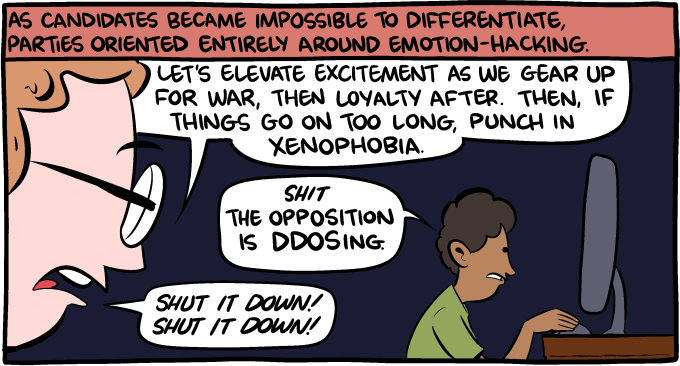 AS CANDIDATES BECAME IMPOSSIBLE TO DIFFERENTIATE,
PARTIES ORIENTED ENTIRELY AROUND EMOTION-HACKING.
LET'S ELEVATE EXCITEMENT AS WE GEAR UP
FOR WAR, THEN LOYALTY AFTER. THEN, IF
THINGS GO ON TOO LONG, PUNCH IN
XENOPHOBIA.
SHIT
THE OPPOSITION
IS DDOSING.
SHUT IT DOWN!
SHUT IT DOWN!